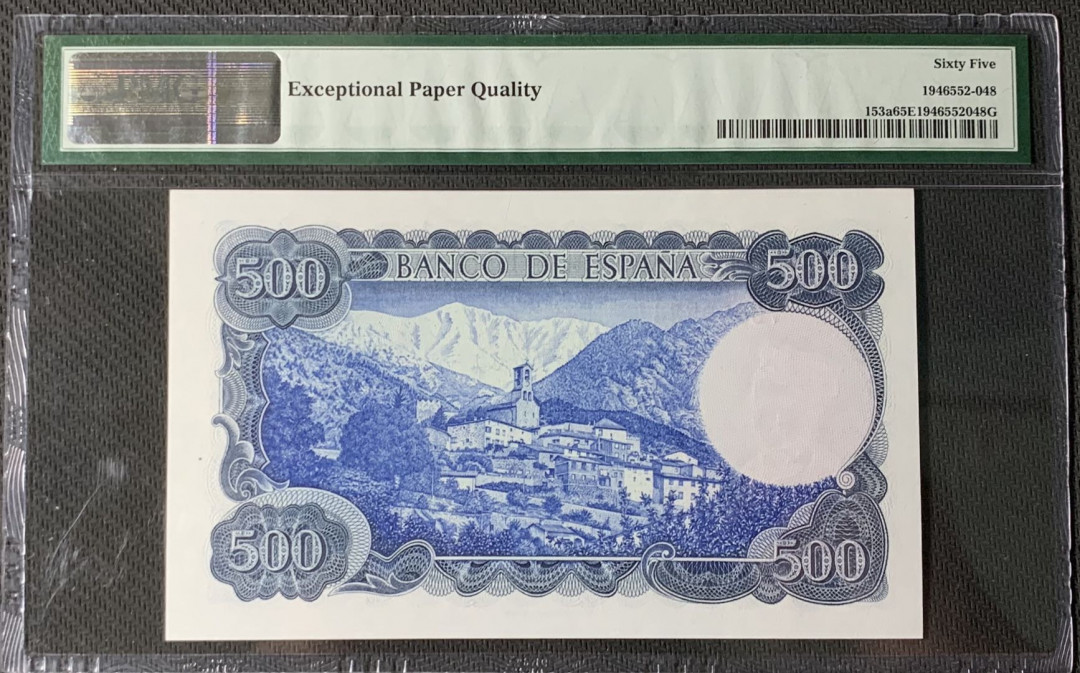 Sixty Five
Exceptional Paper Quality
1946552-048
153a65E1946552048G
500
BANCO DE ESPAÑA
500
500
500